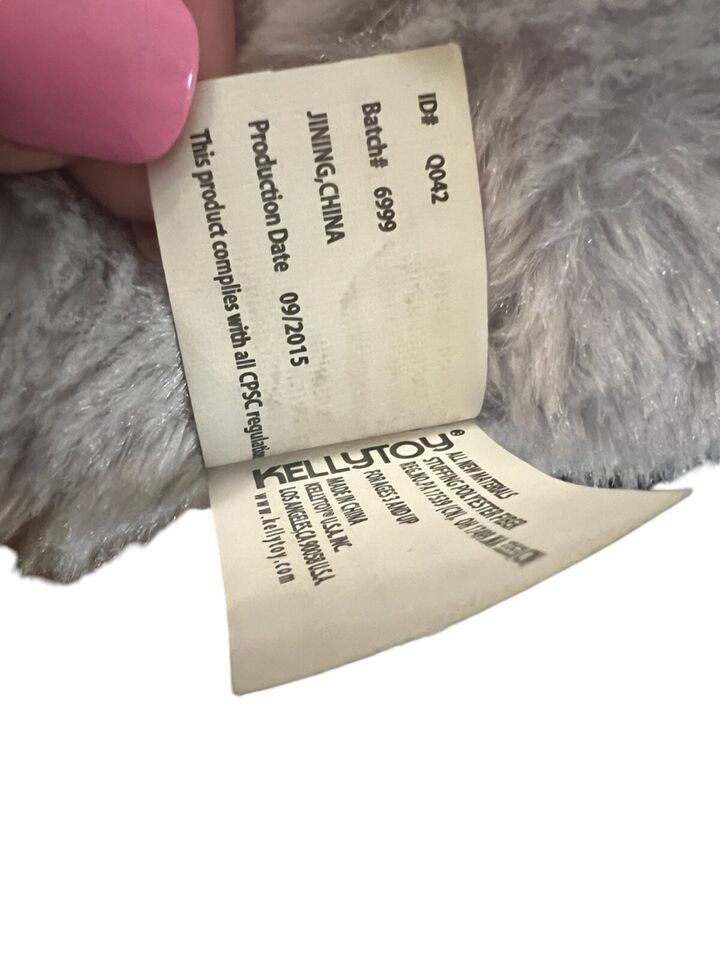 ID# Q042
Batch# 6999
JINING,CHINA
Production Date 09/2015
This product complies with all CPSC
ALL NEW MATERIALS
STUFFING POLYESTER FIBER
KELLYTOY®
FOR AGES 3 AND UP
MADE IN CHINA
KELLYTOY® U.S.A. INC.
LOS ANGELES,CA 90058 U.S.A
www.kellytoy.com